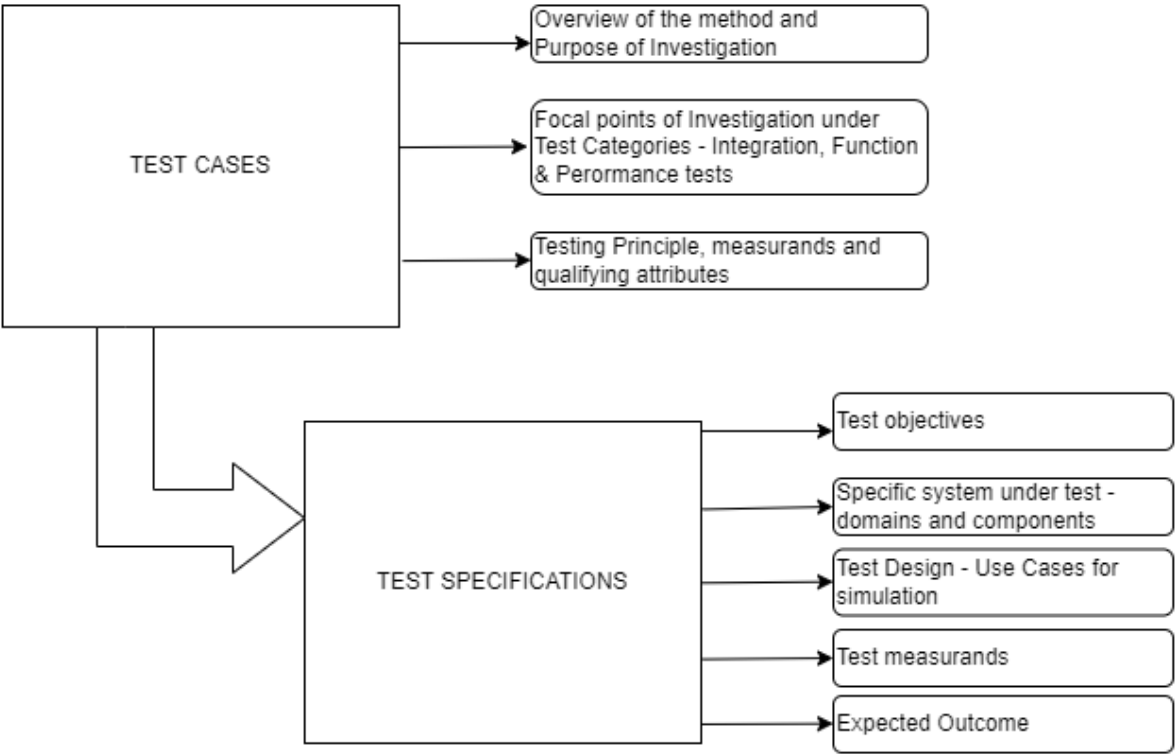 TEST CASES
Overview of the method and
Purpose of Investigation
Focal points of Investigation under
Test Categories - Integration, Function
& Perormance tests
Testing Principle, measurands and
qualifying attributes
TEST SPECIFICATIONS
Test objectives
Specific system under test -
domains and components
Test Design - Use Cases for
simulation
Test measurands
Expected Outcome